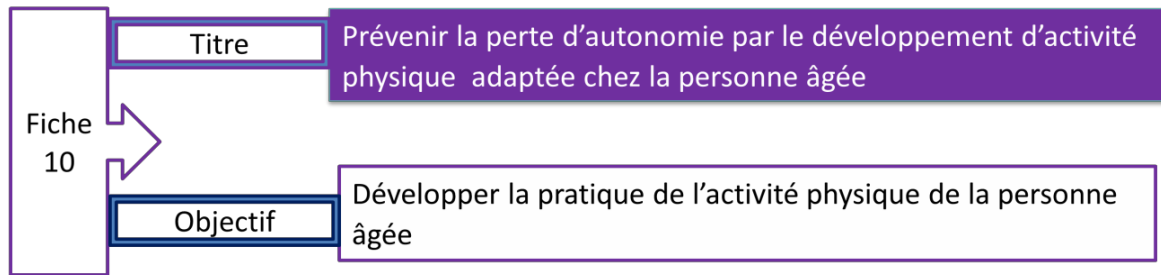 Fiche
10
Titre
Prévenir la perte d’autonomie par le développement d’activité
physique adaptée chez la personne âgée
Objectif
Développer la pratique de l’activité physique de la personne
âgée